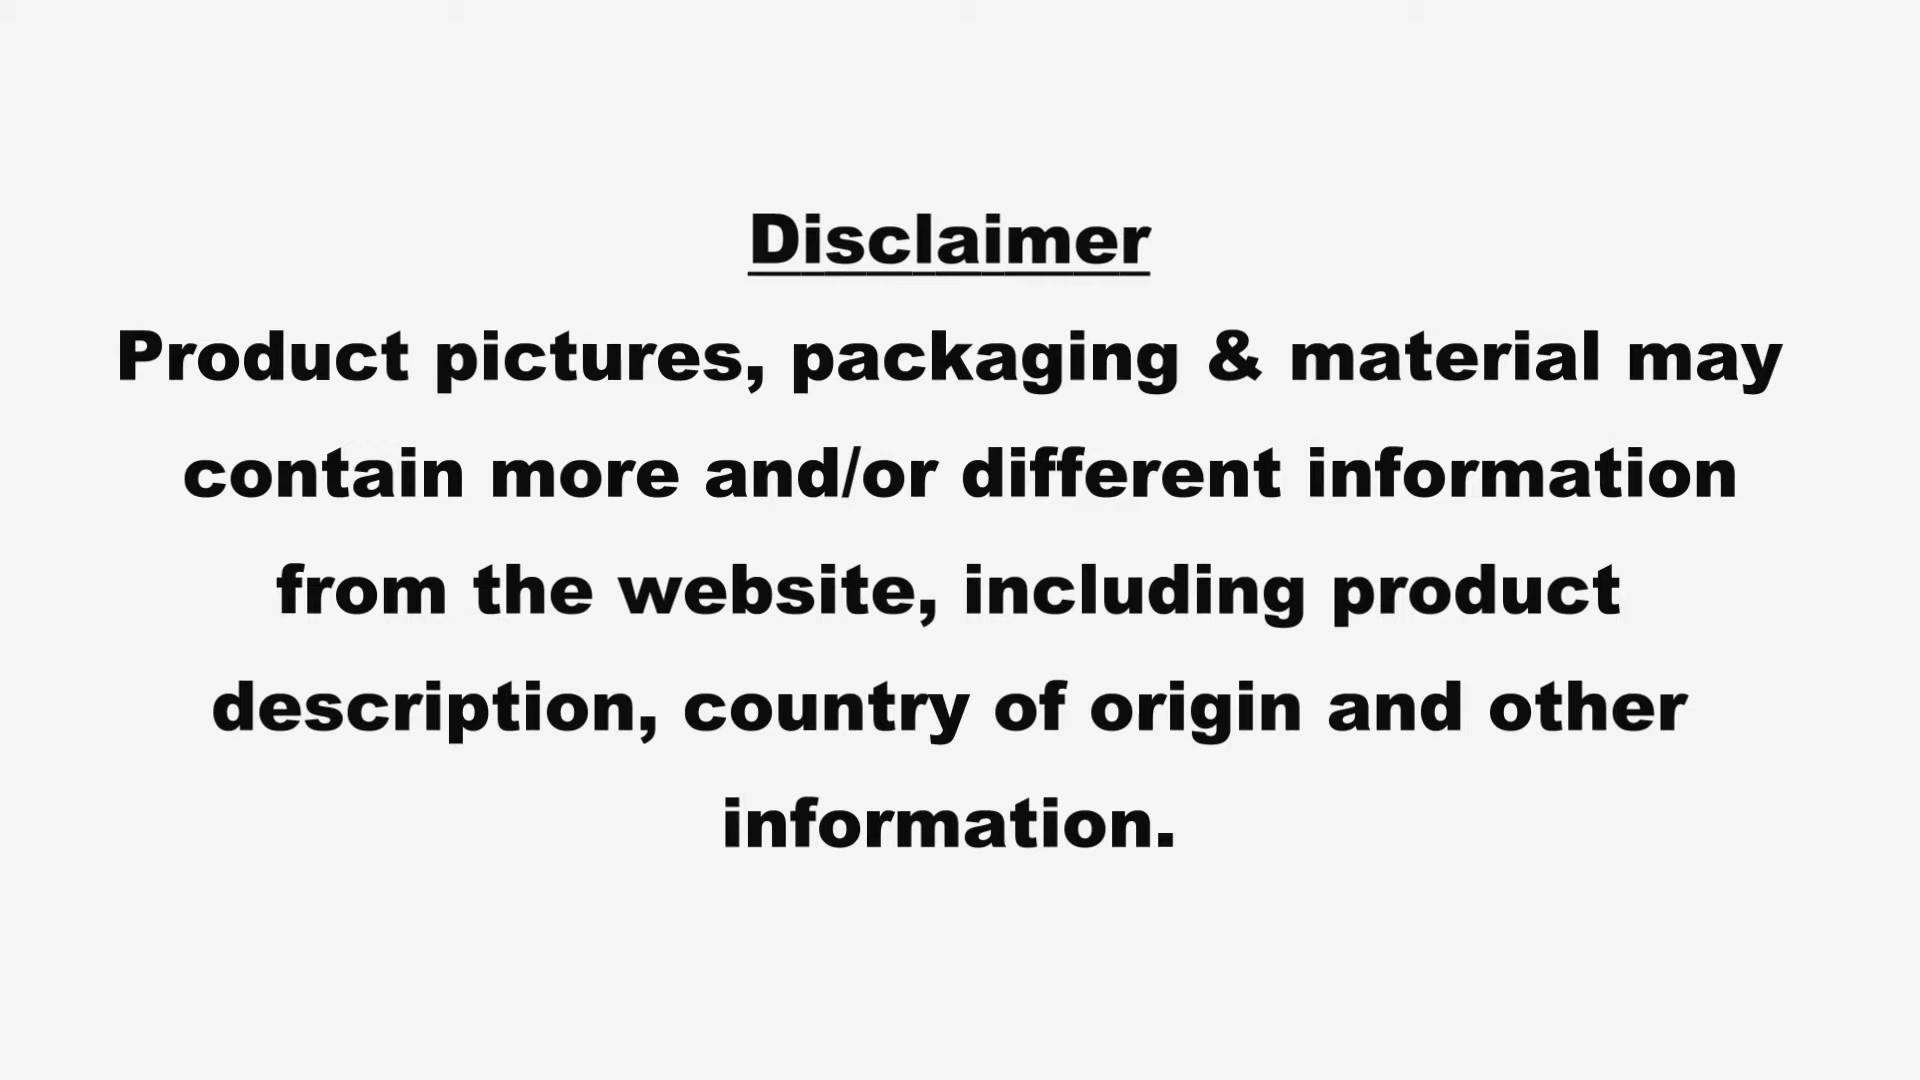 Disclaimer
Product pictures, packaging & material may
contain more and/or different information
from the website, including product
description, country of origin and other
information.